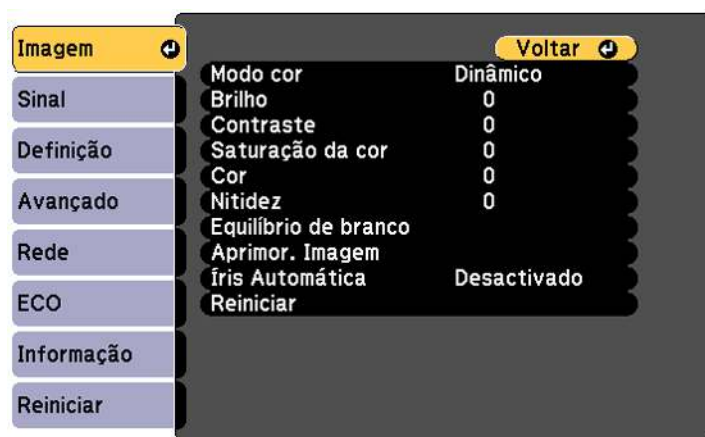 Imagem
Sinal
Definição
Avançado
Rede
ECO
Informação
Reiniciar
Voltar
Modo cor Dinâmico
Brilho 0
Contraste 0
Saturação da cor 0
Cor 0
Nitidez 0
Equilíbrio de branco
Aprimor. Imagem
Íris Automática Desactivado
Reiniciar